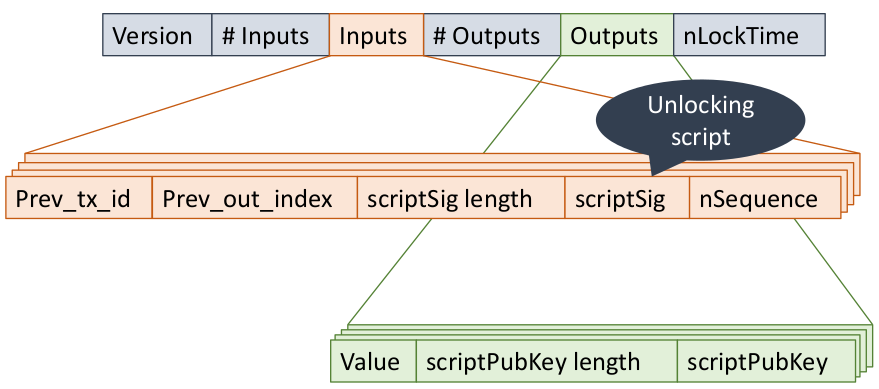 Version # Inputs Inputs # Outputs Outputs nLockTime
Unlocking
script
Prev_tx_id Prev_out_index scriptSig length scriptSig nSequence
Value scriptPubKey length scriptPubKey